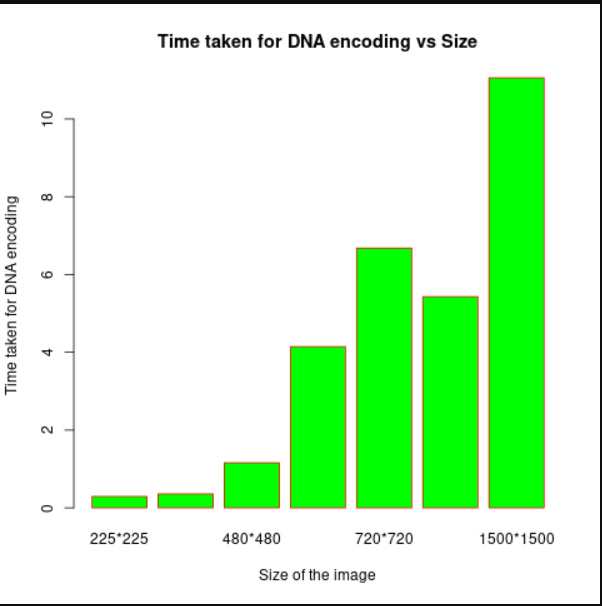 Time taken for DNA encoding vs Size
Time taken for DNA encoding
10
8
6
4
2
0
225*225 480*480 720*720 1500*1500
Size of the image